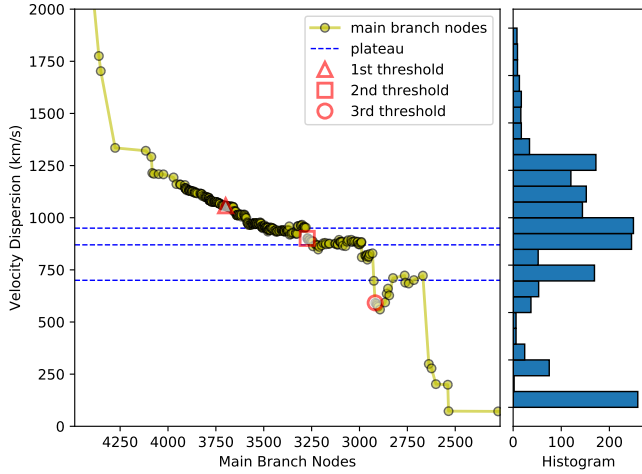 2000
1750
1500
1250
1000
750
500
250
0
Velocity Dispersion (km/s)
main branch nodes
plateau
1st threshold
2nd threshold
3rd threshold
4250 4000 3750 3500 3250 3000 2750 2500
Main Branch Nodes
0 100 200
Histogram